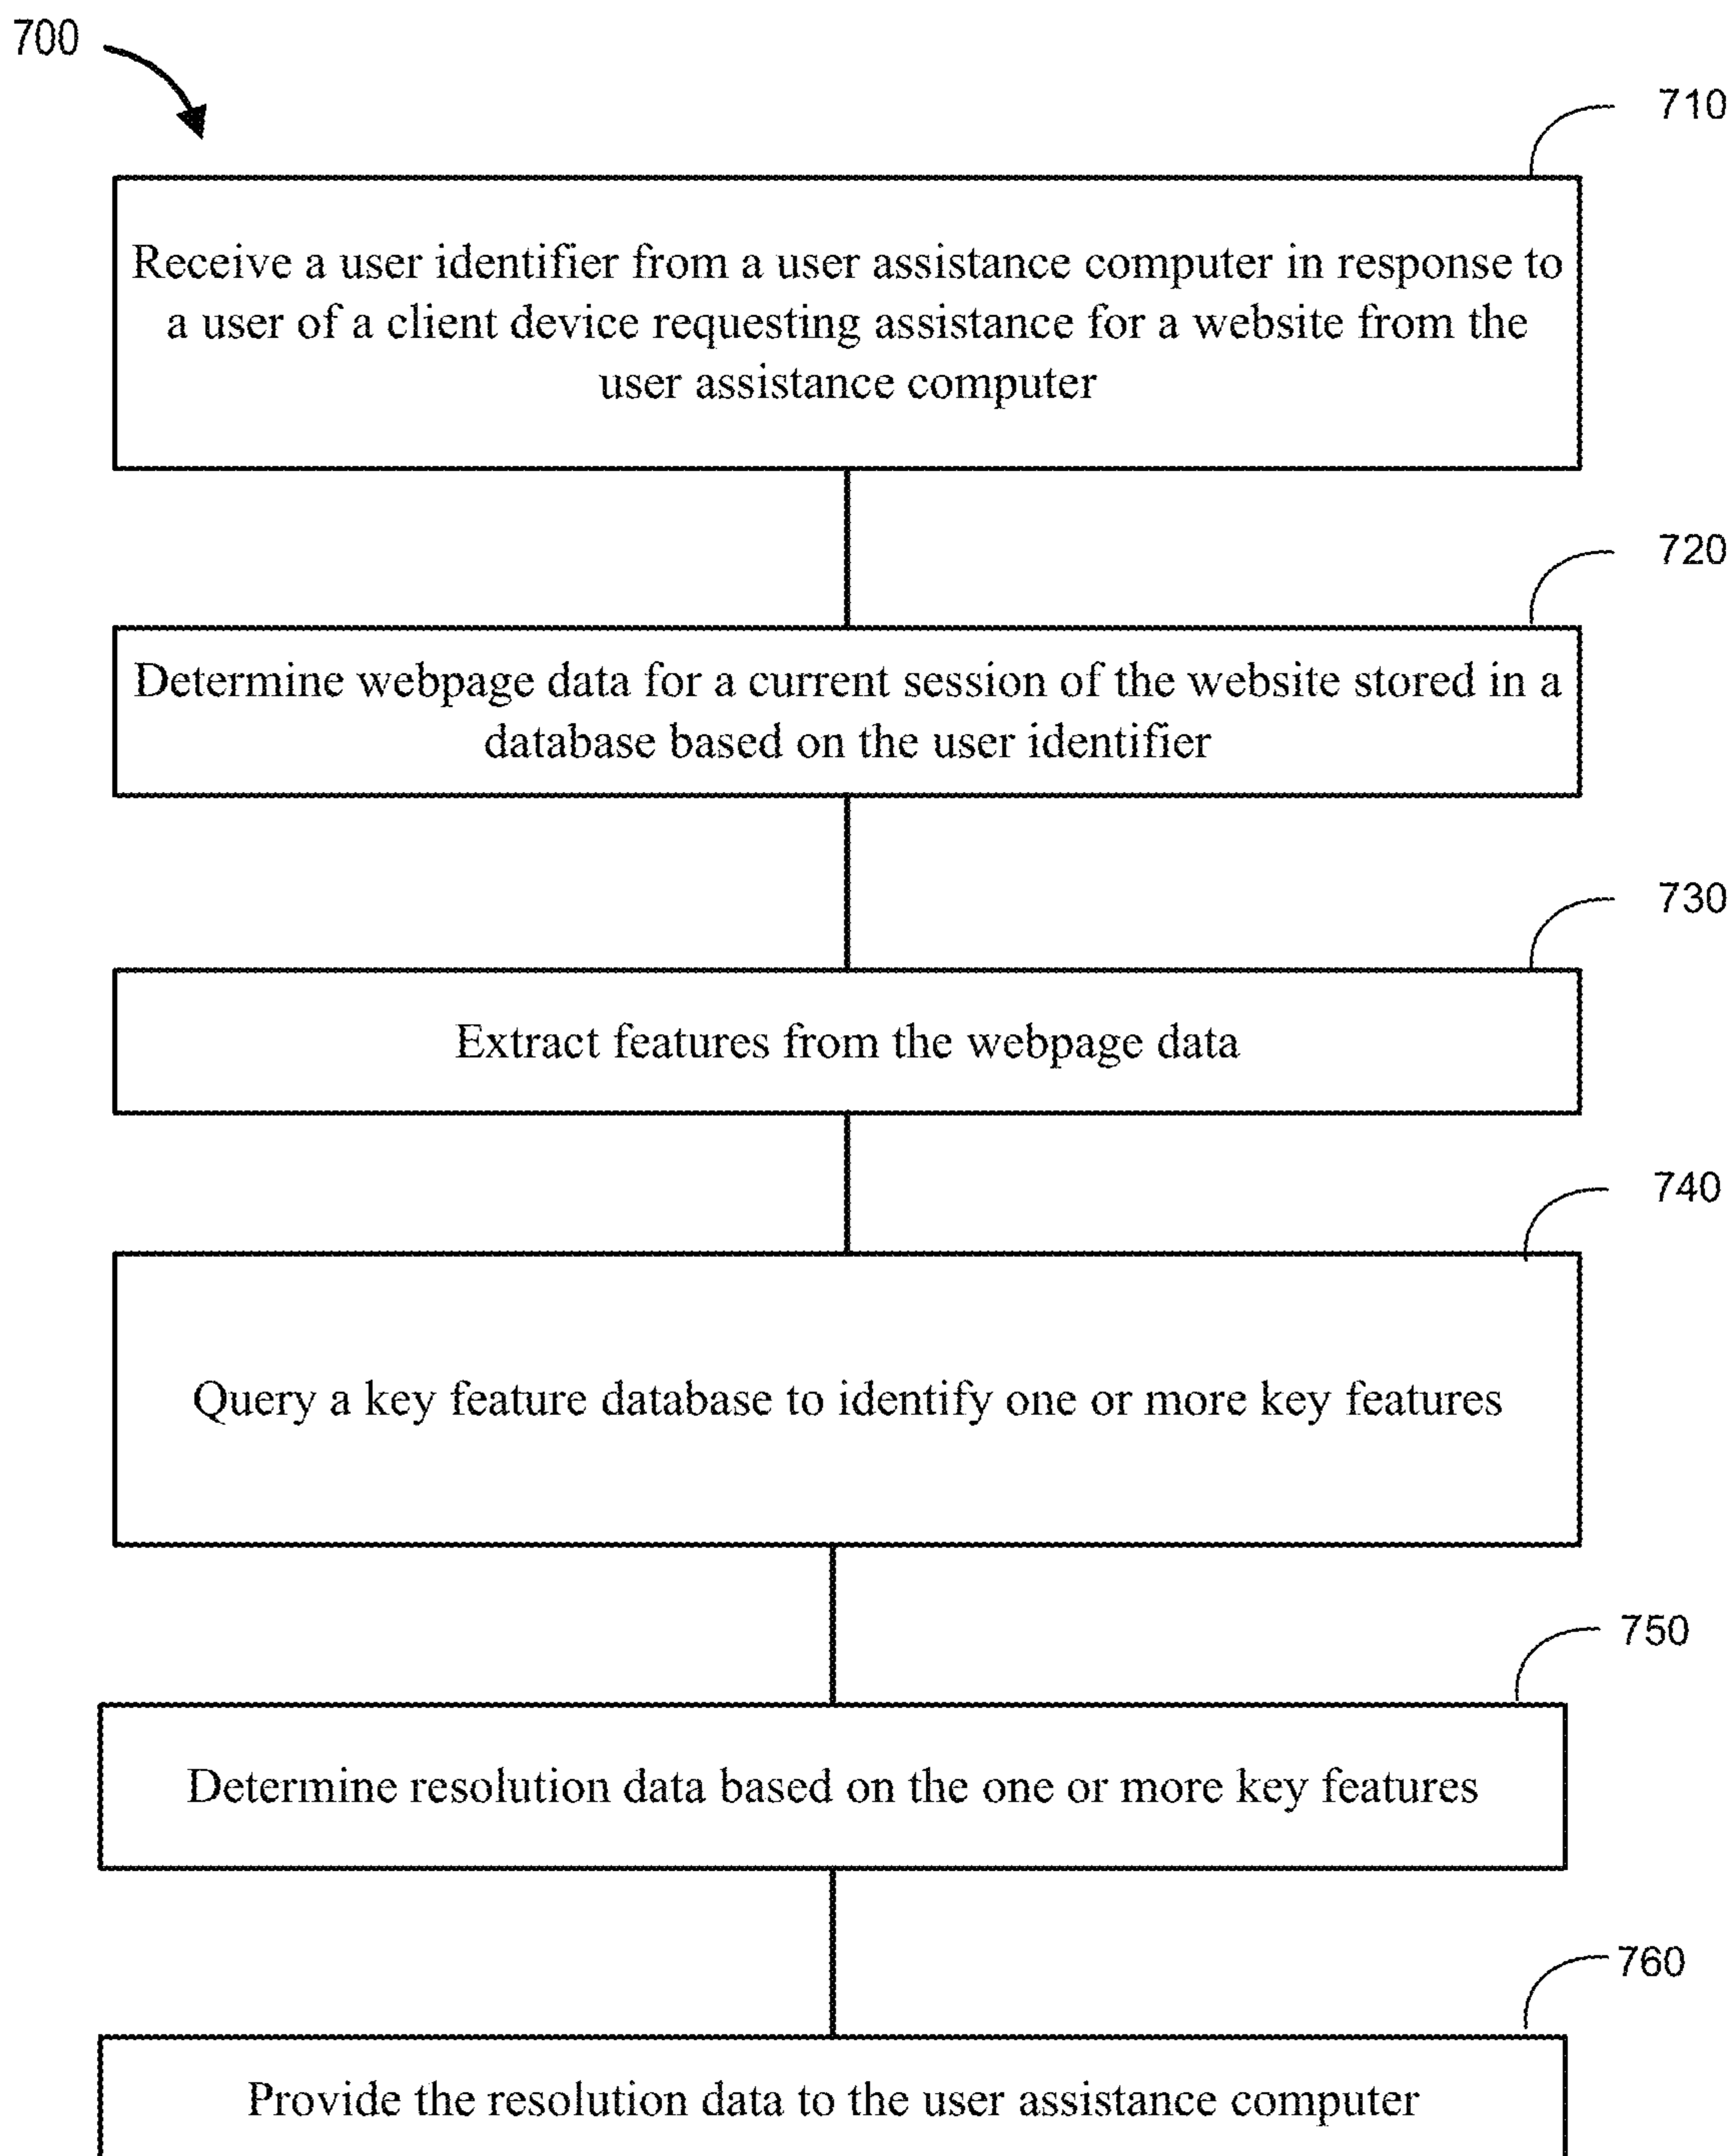 700
710
Receive a user identifier from a user assistance computer in response to
a user of a client device requesting assistance for a website from the
user assistance computer
720
Determine webpage data for a current session of the website stored in a
database based on the user identifier
730
Extract features from the webpage data
740
Query a key feature database to identify one or more key features
750
Determine resolution data based on the one or more key features
760
Provide the resolution data to the user assistance computer